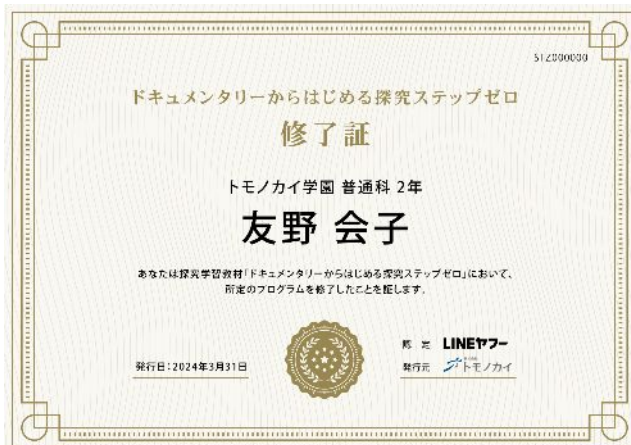 STZ000000
ドキュメンタリーからはじめる探究ステップゼロ
修了証
トモノカイ学園 普通科 2年
友野 会子
あなたは探究学習教材「ドキュメンタリーからはじめる探究ステップゼロ」において、
所定のプログラムを修了したことを証します。
認 定 LINEヤフー
発行日：2024年3月31日
発行元 株式会社 トモノカイ